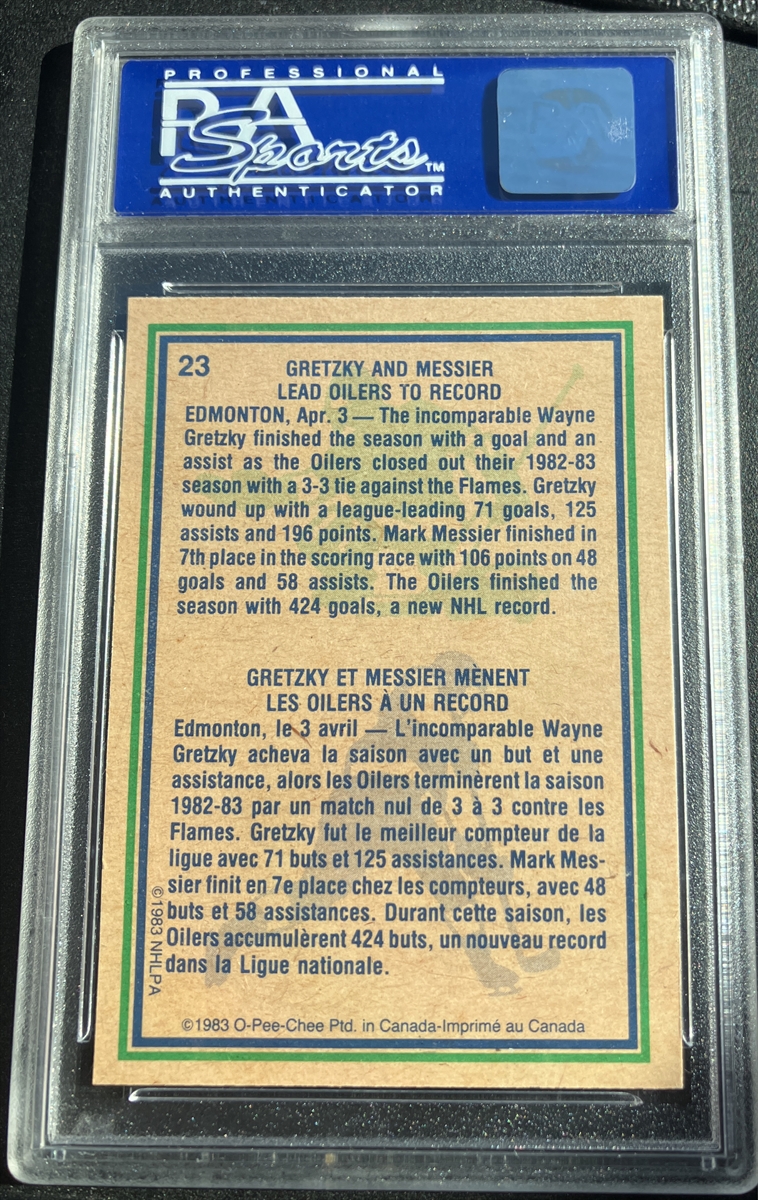 PROFESSIONAL
PSA
Sports™
AUTHENTICATOR
23
GRETZKY AND MESSIER
LEAD OILERS TO RECORD
EDMONTON, Apr. 3 — The incomparable Wayne
Gretzky finished the season with a goal and an
assist as the Oilers closed out their 1982-83
season with a 3-3 tie against the Flames. Gretzky
wound up with a league-leading 71 goals, 125
assists and 196 points. Mark Messier finished in
7th place in the scoring race with 106 points on 48
goals and 58 assists. The Oilers finished the
season with 424 goals, a new NHL record.
GRETZKY ET MESSIER MÈNENT
LES OILERS À UN RECORD
Edmonton, le 3 avril — L'incomparable Wayne
Gretzky acheva la saison avec un but et une
assistance, alors les Oilers terminèrent la saison
1982-83 par un match nul de 3 à 3 contre les
Flames. Gretzky fut le meilleur compteur de la
ligue avec 71 buts et 125 assistances. Mark Mes-
sier finit en 7e place chez les compteurs, avec 48
buts et 58 assistances. Durant cette saison, les
Oilers accumulèrent 424 buts, un nouveau record
dans la Ligue nationale.
©1983 NHLPA
©1983 O-Pee-Chee Ptd. in Canada-Imprimé au Canada